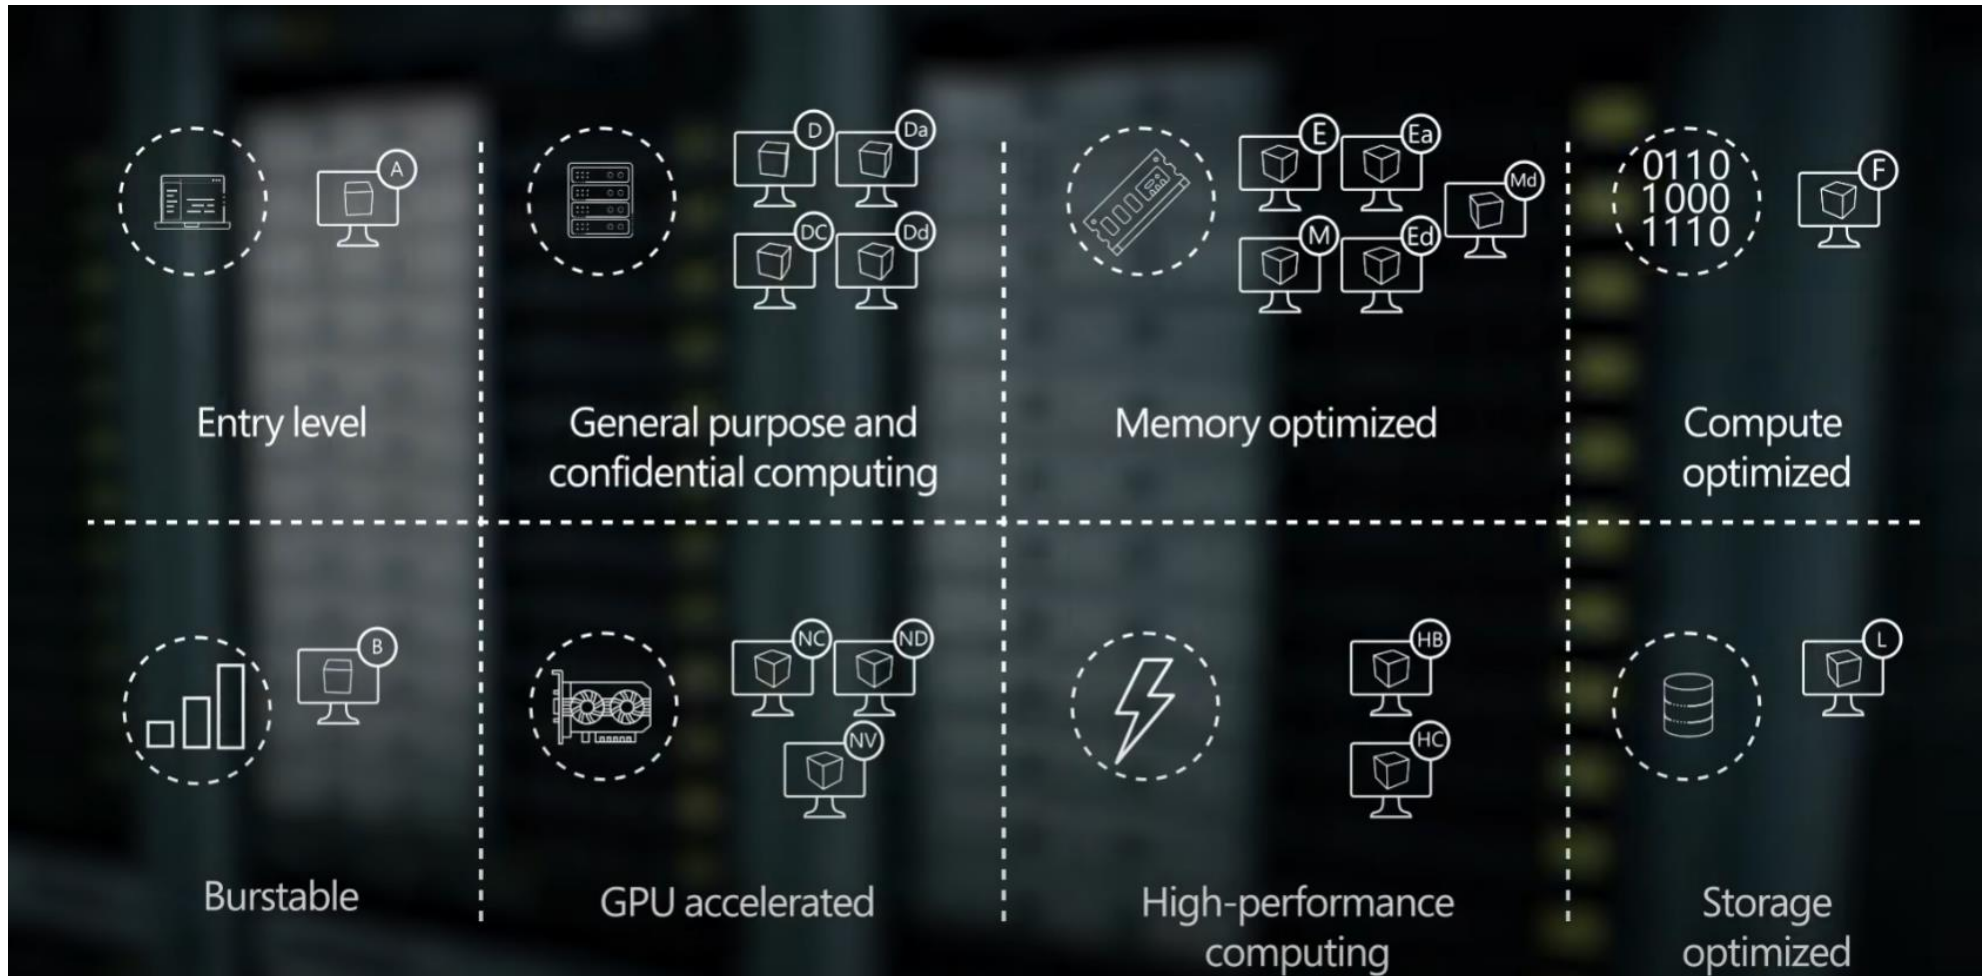 A
D
Da
DC
Dd
E
Ea
Md
M
Ed
0110
1000
1110
F
Entry level
General purpose and
confidential computing
Memory optimized
Compute
optimized
B
NC
ND
NV
HB
HC
L
Burstable
GPU accelerated
High-performance
computing
Storage
optimized